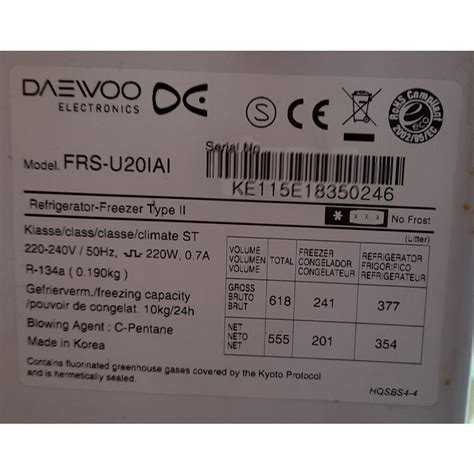 DAEWOO
ELECTRONICS
S CE
RoHS Compliant
eco
2002/95/EC
Serial No
Model. FRS-U20IAI
KE115E18350246
Refrigerator-Freezer Type II
* x x x No Frost
(Litter)
Klasse/class/classe/climate ST
220-240V / 50Hz, 220W, 0.7A
R-134a ( 0.190kg )
Gefrierverm./freezing capacity
/pouvoir de congelat. 10kg/24h
Blowing Agent : C-Pentane
Made in Korea
VOLUME VOLUMEN VOLUME TOTAL FREEZER CONGELADOR CONGELATEUR REFRIGERATOR FRIGORIFICO REFRIGERATEUR
GROSS BRUTO BRUT 618 241 377
NET NETO NET 555 201 354
Contains fluorinated greenhouse gases covered by the Kyoto Protocol
and is hermetically sealed.
HQSBS4-4